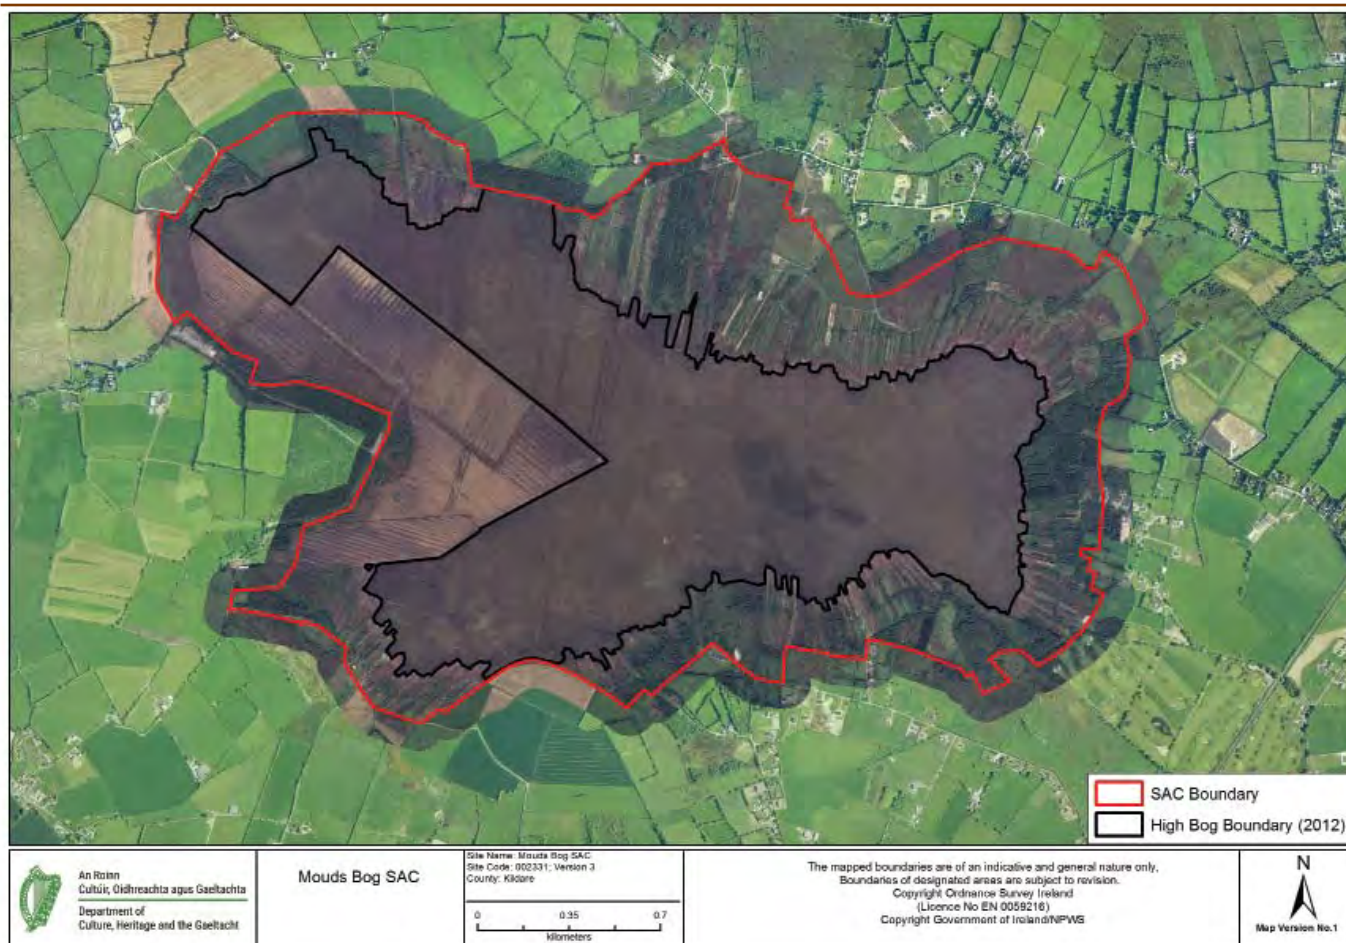 SAC Boundary
High Bog Boundary (2012)
An Roinn
Cultúir, Oidhreachta agus Gaeltachta
Department of
Culture, Heritage and the Gaeltacht
Mouds Bog SAC
Site Name: Mouds Bog SAC
Site Code: 002331; Version 3
County: Kildare
0 0.35 0.7
kilometers
The mapped boundaries are of an indicative and general nature only.
Boundaries of designated areas are subject to revision.
Copyright Ordnance Survey Ireland
(Licence No EN 0059216)
Copyright Government of Ireland/NPWS
N
Map Version No.1